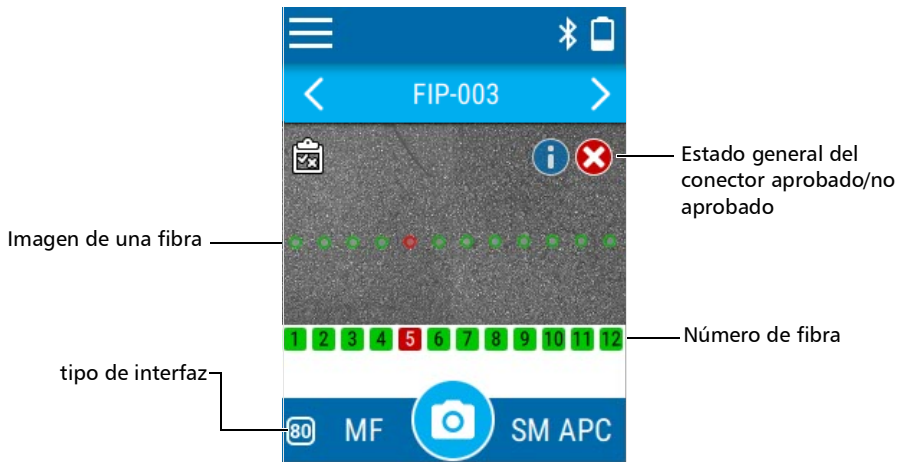 FIP-003
i
Estado general del
conector aprobado/no
aprobado
Imagen de una fibra
1 2 3 4 5 6 7 8 9 10 11 12
Número de fibra
tipo de interfaz
80 MF SM APC